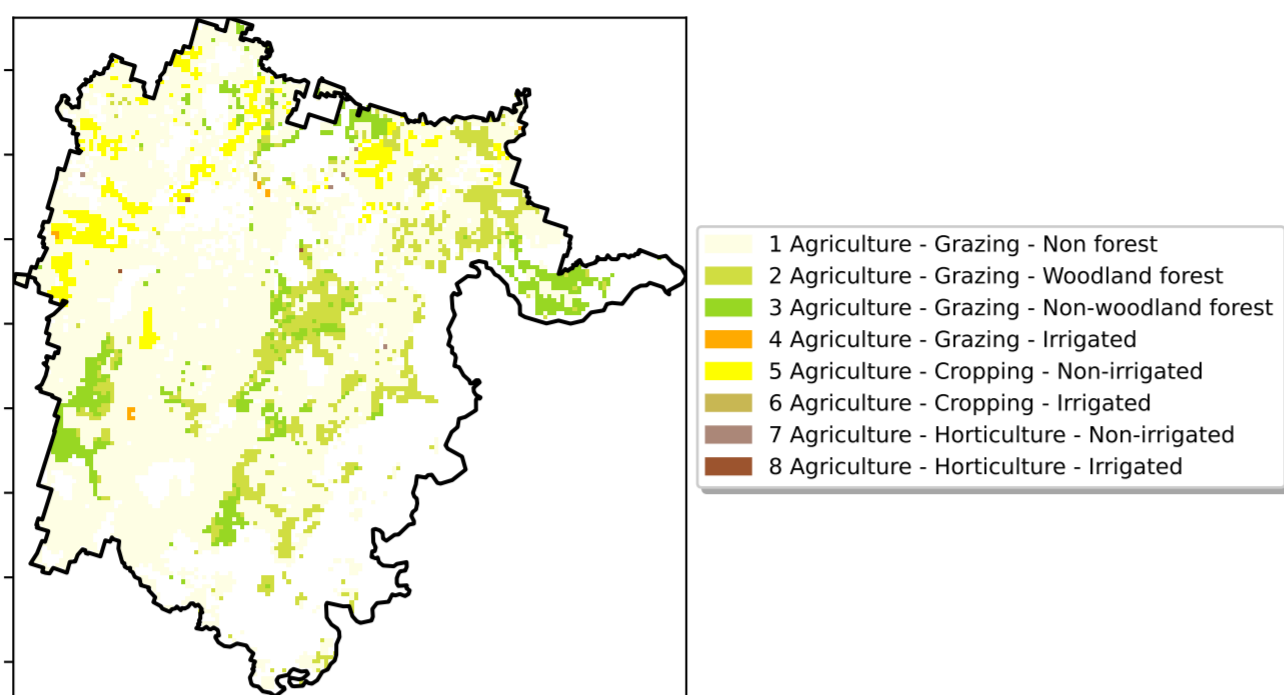 1 Agriculture - Grazing - Non forest
2 Agriculture - Grazing - Woodland forest
3 Agriculture - Grazing - Non-woodland forest
4 Agriculture - Grazing - Irrigated
5 Agriculture - Cropping - Non-irrigated
6 Agriculture - Cropping - Irrigated
7 Agriculture - Horticulture - Non-irrigated
8 Agriculture - Horticulture - Irrigated